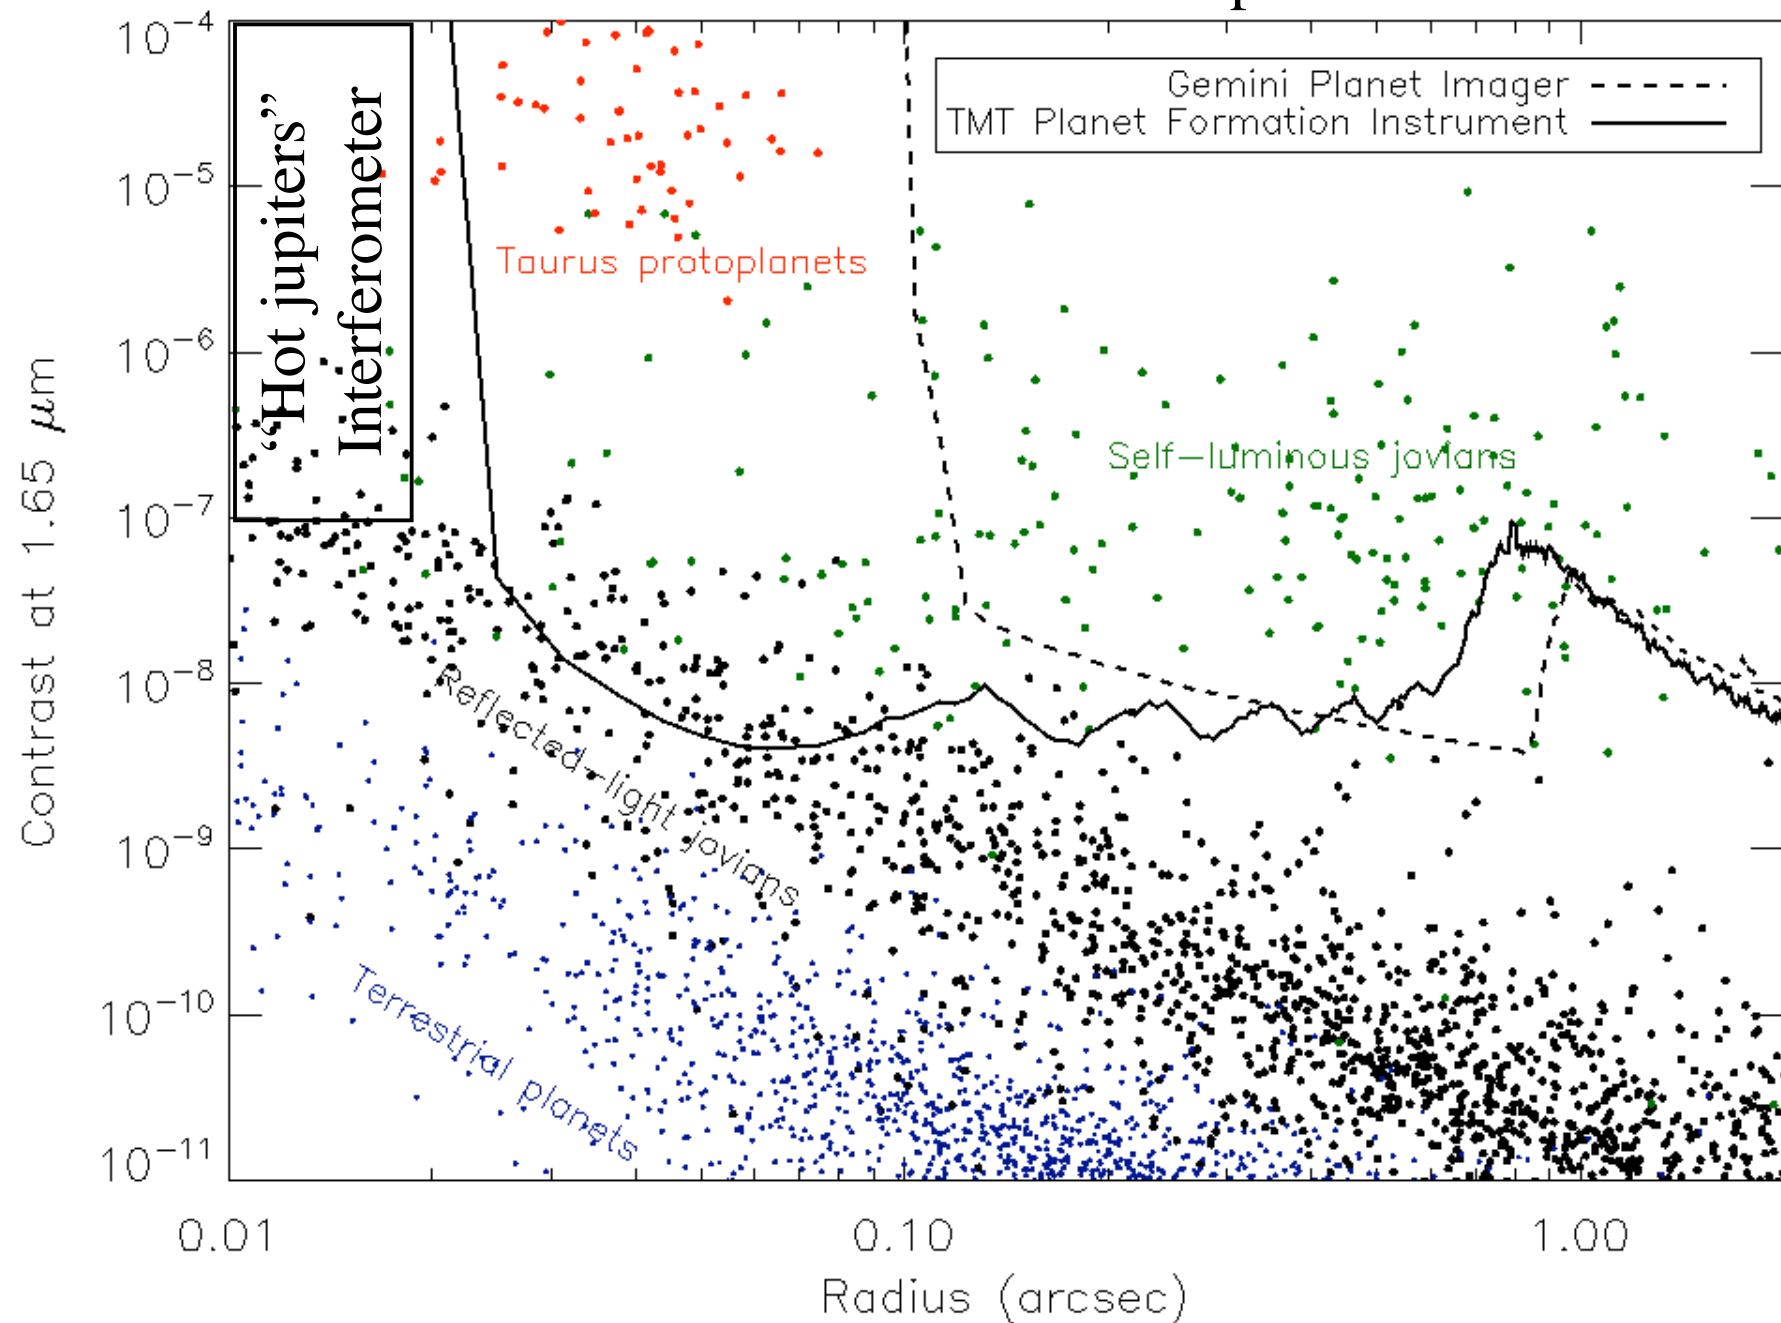 Gemini Planet Imager
TMT Planet Formation Instrument
"Hot jupiters"
Interferometer
Taurus protoplanets
Self-luminous jovians
Reflected-light jovians
Terrestrial planets
Contrast at 1.65 μm
10-4
10-5
10-6
10-7
10-8
10-9
10-10
10-11
0.01
0.10
1.00
Radius (arcsec)